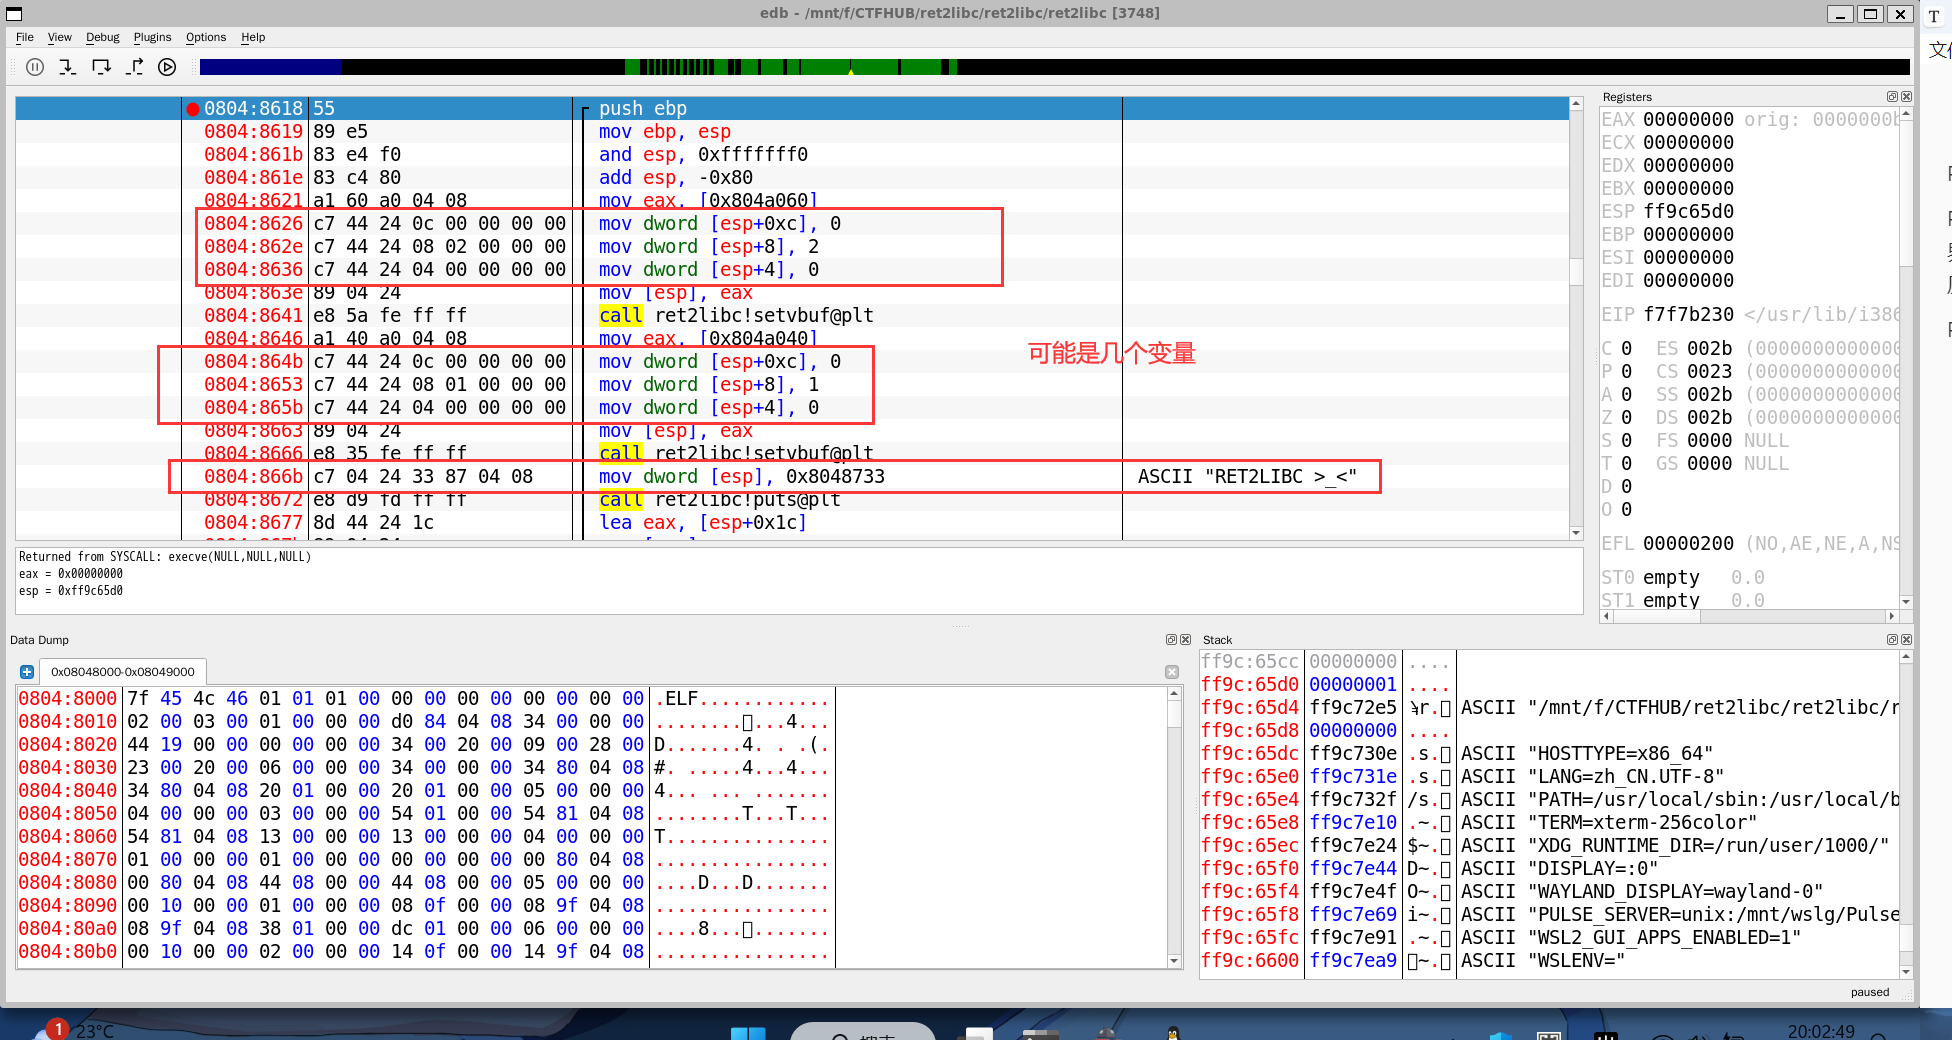 edb - /mnt/f/CTFHUB/ret2libc/ret2libc/ret2libc [3748]
File View Debug Plugins Options Help
0804:8618 55 push ebp
0804:8619 89 e5 mov ebp, esp
0804:861b 83 e4 f0 and esp, 0xfffffff0
0804:861e 83 c4 80 add esp, -0x80
0804:8621 a1 60 a0 04 08 mov eax, [0x804a060]
0804:8626 c7 44 24 0c 00 00 00 00 mov dword [esp+0xc], 0
0804:862e c7 44 24 08 02 00 00 00 mov dword [esp+8], 2
0804:8636 c7 44 24 04 00 00 00 00 mov dword [esp+4], 0
0804:863e 89 04 24 mov [esp], eax
0804:8641 e8 5a fe ff ff call ret2libc!setvbuf@plt
0804:8646 a1 40 a0 04 08 mov eax, [0x804a040]
0804:864b c7 44 24 0c 00 00 00 00 mov dword [esp+0xc], 0
可能是几个变量
0804:8653 c7 44 24 08 01 00 00 00 mov dword [esp+8], 1
0804:865b c7 44 24 04 00 00 00 00 mov dword [esp+4], 0
0804:8663 89 04 24 mov [esp], eax
0804:8666 e8 35 fe ff ff call ret2libc!setvbuf@plt
0804:866b c7 04 24 33 87 04 08 mov dword [esp], 0x8048733 ASCII "RET2LIBC >_<"
0804:8672 e8 d9 fd ff ff call ret2libc!puts@plt
0804:8677 8d 44 24 1c lea eax, [esp+0x1c]
Registers
EAX 00000000 orig: 0000000b
ECX 00000000
EDX 00000000
EBX 00000000
ESP ff9c65d0
EBP 00000000
ESI 00000000
EDI 00000000
EIP f7f7b230 </usr/lib/i386
C 0 ES 002b (0000000000000
P 0 CS 0023 (0000000000000
A 0 SS 002b (0000000000000
Z 0 DS 002b (0000000000000
S 0 FS 0000 NULL
T 0 GS 0000 NULL
D 0
O 0
EFL 00000200 (NO,AE,NE,A,NS
ST0 empty 0.0
ST1 empty 0.0
Returned from SYSCALL: execve(NULL,NULL,NULL)
eax = 0x00000000
esp = 0xff9c65d0
Data Dump
0x08048000-0x08049000
0804:8000 7f 45 4c 46 01 01 01 00 00 00 00 00 00 00 00 00 .ELF............
0804:8010 02 00 03 00 01 00 00 00 d0 84 04 08 34 00 00 00 ........▯...4...
0804:8020 44 19 00 00 00 00 00 00 34 00 20 00 09 00 28 00 D.......4. . .(.
0804:8030 23 00 20 00 06 00 00 00 34 00 00 00 34 80 04 08 #. .....4...4...
0804:8040 34 80 04 08 20 01 00 00 20 01 00 00 05 00 00 00 4... ... .......
0804:8050 04 00 00 00 03 00 00 00 54 01 00 00 54 81 04 08 ........T...T...
0804:8060 54 81 04 08 13 00 00 00 13 00 00 00 04 00 00 00 T...............
0804:8070 01 00 00 00 01 00 00 00 00 00 00 00 00 80 04 08 ................
0804:8080 00 80 04 08 44 08 00 00 44 08 00 00 05 00 00 00 ....D...D.......
0804:8090 00 10 00 00 01 00 00 00 08 0f 00 00 08 9f 04 08 ................
0804:80a0 08 9f 04 08 38 01 00 00 dc 01 00 00 06 00 00 00 ....8...▯.......
0804:80b0 00 10 00 00 02 00 00 00 14 0f 00 00 14 9f 04 08 ................
Stack
ff9c:65cc 00000000 ....
ff9c:65d0 00000001 ....
ff9c:65d4 ff9c72e5 r.▯ ASCII "/mnt/f/CTFHUB/ret2libc/ret2libc/r
ff9c:65d8 00000000 ....
ff9c:65dc ff9c730e .s.▯ ASCII "HOSTTYPE=x86_64"
ff9c:65e0 ff9c731e .s.▯ ASCII "LANG=zh_CN.UTF-8"
ff9c:65e4 ff9c732f /s.▯ ASCII "PATH=/usr/local/sbin:/usr/local/b
ff9c:65e8 ff9c7e10 .~.▯ ASCII "TERM=xterm-256color"
ff9c:65ec ff9c7e24 $~.▯ ASCII "XDG_RUNTIME_DIR=/run/user/1000/"
ff9c:65f0 ff9c7e44 D~.▯ ASCII "DISPLAY=:0"
ff9c:65f4 ff9c7e4f O~.▯ ASCII "WAYLAND_DISPLAY=wayland-0"
ff9c:65f8 ff9c7e69 i~.▯ ASCII "PULSE_SERVER=unix:/mnt/wslg/Pulse
ff9c:65fc ff9c7e91 .~.▯ ASCII "WSL2_GUI_APPS_ENABLED=1"
ff9c:6600 ff9c7ea9 ▯~.▯ ASCII "WSLENV="
paused
1 23°C
20:02:49